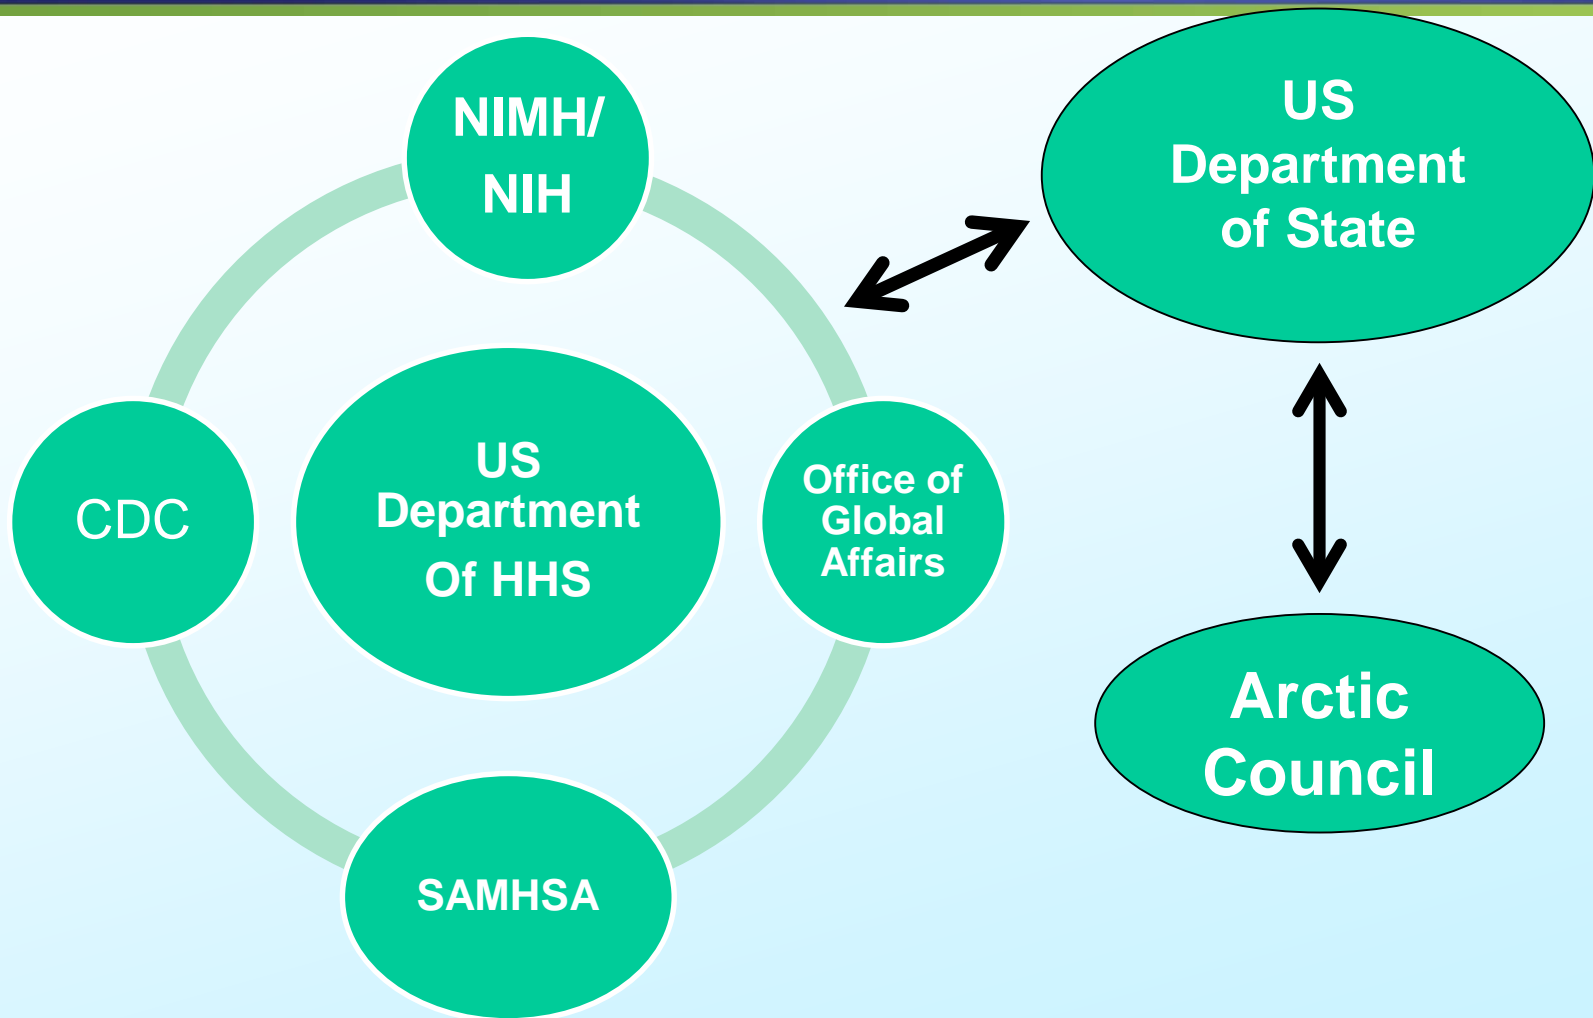 NIMH/
NIH
US
Department
of State
US
Department
Of HHS
CDC
Office of
Global
Affairs
SAMHSA
Arctic
Council